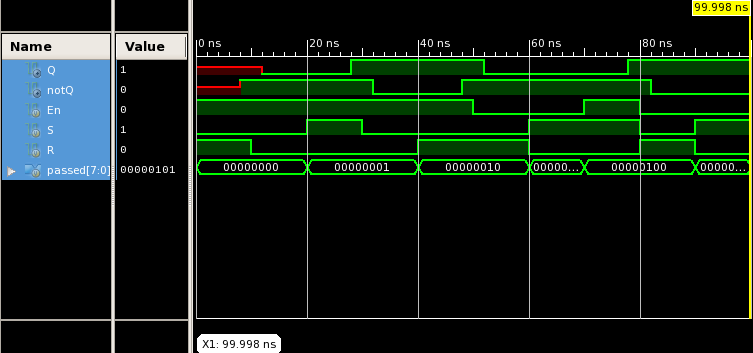 99.998 ns
Name Value 0 ns 20 ns 40 ns 60 ns 80 ns
Q 1
notQ 0
En 0
S 1
R 0
passed[7:0] 00000101 00000000 00000001 00000010 00000... 00000100 00000...
X1: 99.998 ns